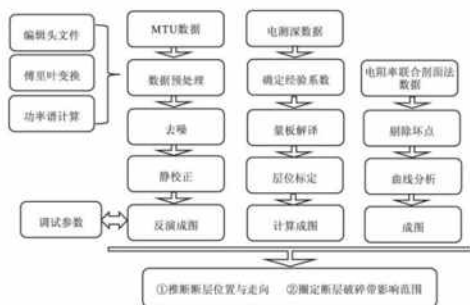 编辑头文件
傅里叶变换
功率谱计算
MTU数据
数据预处理
去噪
静校正
调试参数
反演成图
电测深数据
确定经验系数
量板解译
层位标定
计算成图
电阻率联合剖面法
数据
剔除坏点
曲线分析
成图
①推断断层位置与走向 ②圈定断层破碎带影响范围